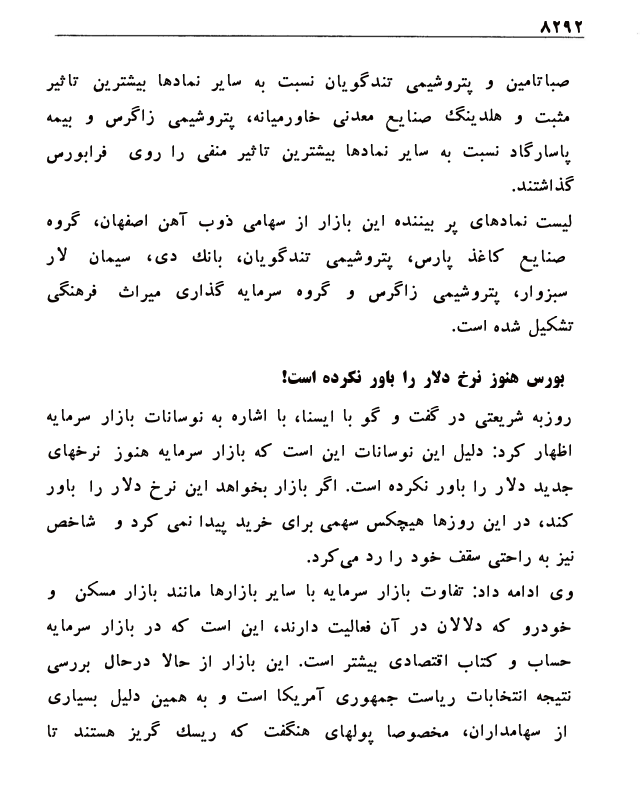 ۸۲۹۲
صباتامین و پتروشیمی تندگویان نسبت به سایر نمادها بیشترین تاثیر
مثبت و هلدینگ صنایع معدنی خاورمیانه، پتروشیمی زاگرس و بیمه
پاسارگاد نسبت به سایر نمادها بیشترین تاثیر منفی را روی فرابورس
گذاشتند.
لیست نمادهای پر بیننده این بازار از سهامی ذوب آهن اصفهان، گروه
صنایع کاغذ پارس، پتروشیمی تندگویان، بانک دی، سیمان لار
سبزوار، پتروشیمی زاگرس و گروه سرمایه گذاری میراث فرهنگی
تشکیل شده است.
بورس هنوز نرخ دلار را باور نکرده است!
روزبه شریعتی در گفت و گو با ایسنا، با اشاره به نوسانات بازار سرمایه
اظهار کرد: دلیل این نوسانات این است که بازار سرمایه هنوز نرخهای
جدید دلار را باور نکرده است. اگر بازار بخواهد این نرخ دلار را باور
کند، در این روزها هیچکس سهمی برای خرید پیدا نمی کرد و شاخص
نیز به راحتی سقف خود را رد می‌کرد.
وی ادامه داد: تفاوت بازار سرمایه با سایر بازارها مانند بازار مسکن و
خودرو که دلالان در آن فعالیت دارند، این است که در بازار سرمایه
حساب و کتاب اقتصادی بیشتر است. این بازار از حالا درحال بررسی
نتیجه انتخابات ریاست جمهوری آمریکا است و به همین دلیل بسیاری
از سهامداران، مخصوصا پولهای هنگفت که ریسک گریز هستند تا